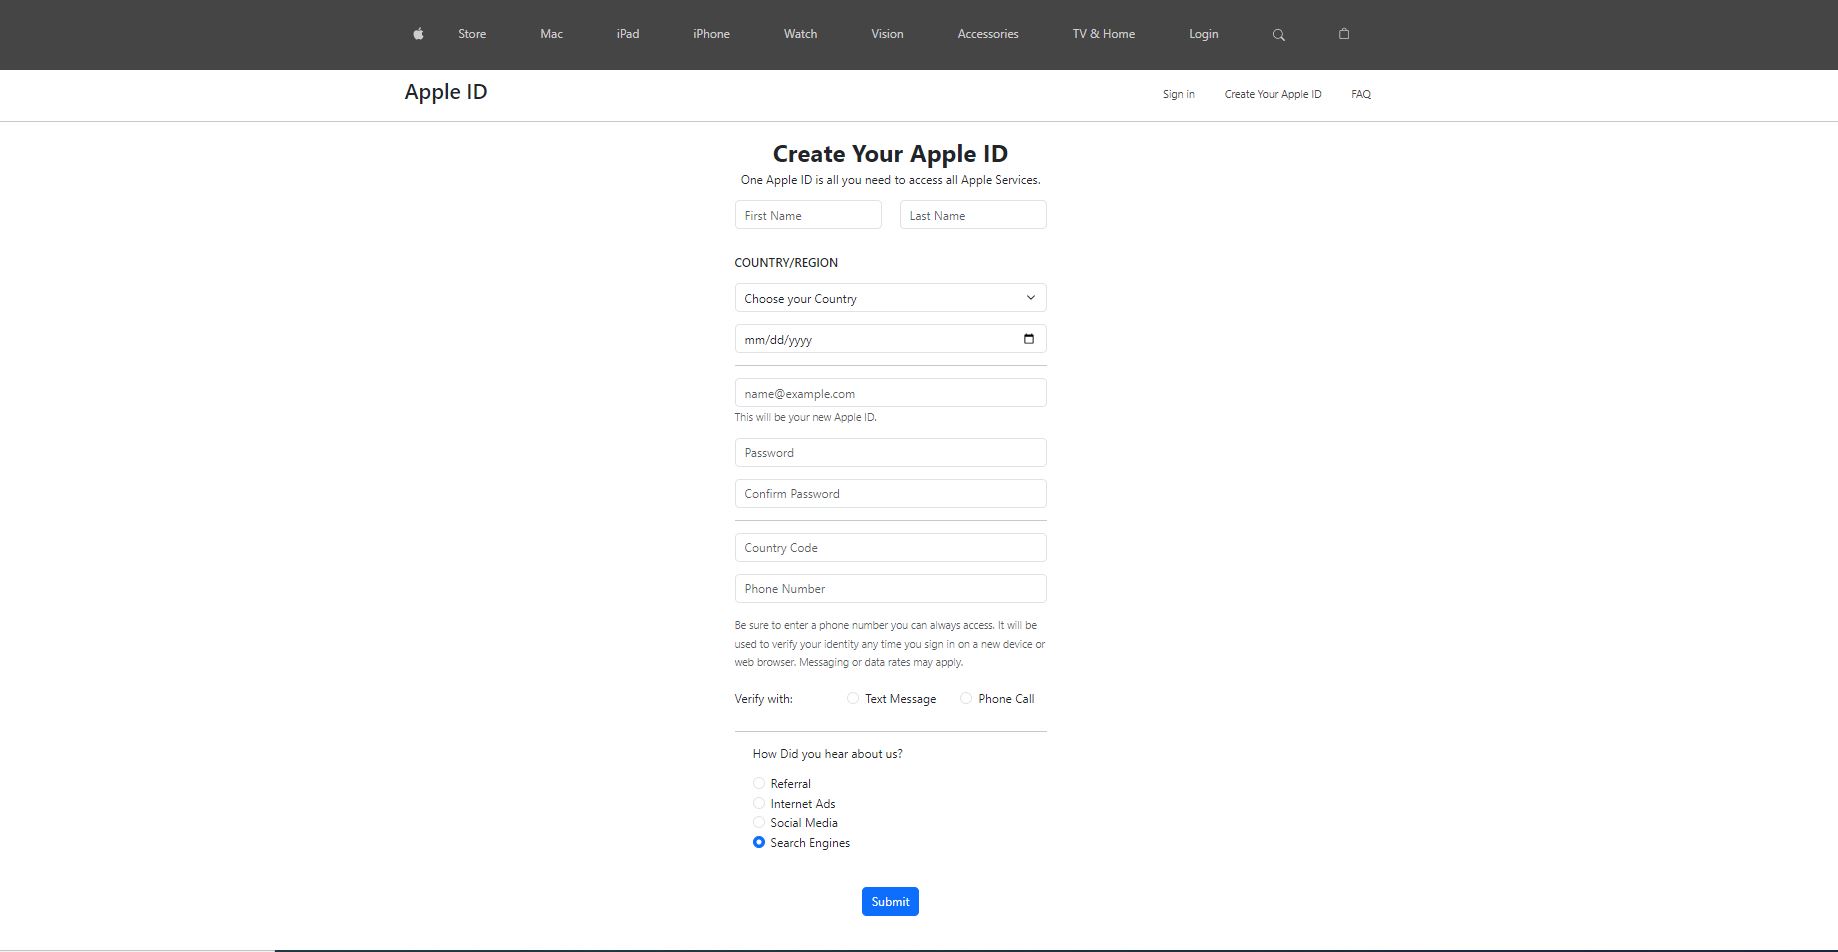 Store Mac iPad iPhone Watch Vision Accessories TV & Home Login
Apple ID Sign in Create Your Apple ID FAQ
Create Your Apple ID
One Apple ID is all you need to access all Apple Services.
First Name Last Name
COUNTRY/REGION
Choose your Country
mm/dd/yyyy
name@example.com
This will be your new Apple ID.
Password
Confirm Password
Country Code
Phone Number
Be sure to enter a phone number you can always access. It will be
used to verify your identity any time you sign in on a new device or
web browser. Messaging or data rates may apply.
Verify with: Text Message Phone Call
How Did you hear about us?
Referral
Internet Ads
Social Media
Search Engines
Submit